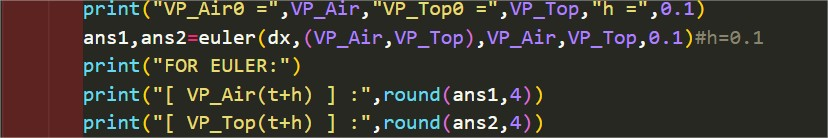 print("VP_Air0 =",VP_Air,"VP_Top0 =",VP_Top,"h =",0.1)
ans1,ans2=euler(dx,(VP_Air,VP_Top),VP_Air,VP_Top,0.1)#h=0.1
print("FOR EULER:")
print("[ VP_Air(t+h) ] :",round(ans1,4))
print("[ VP_Top(t+h) ] :",round(ans2,4))